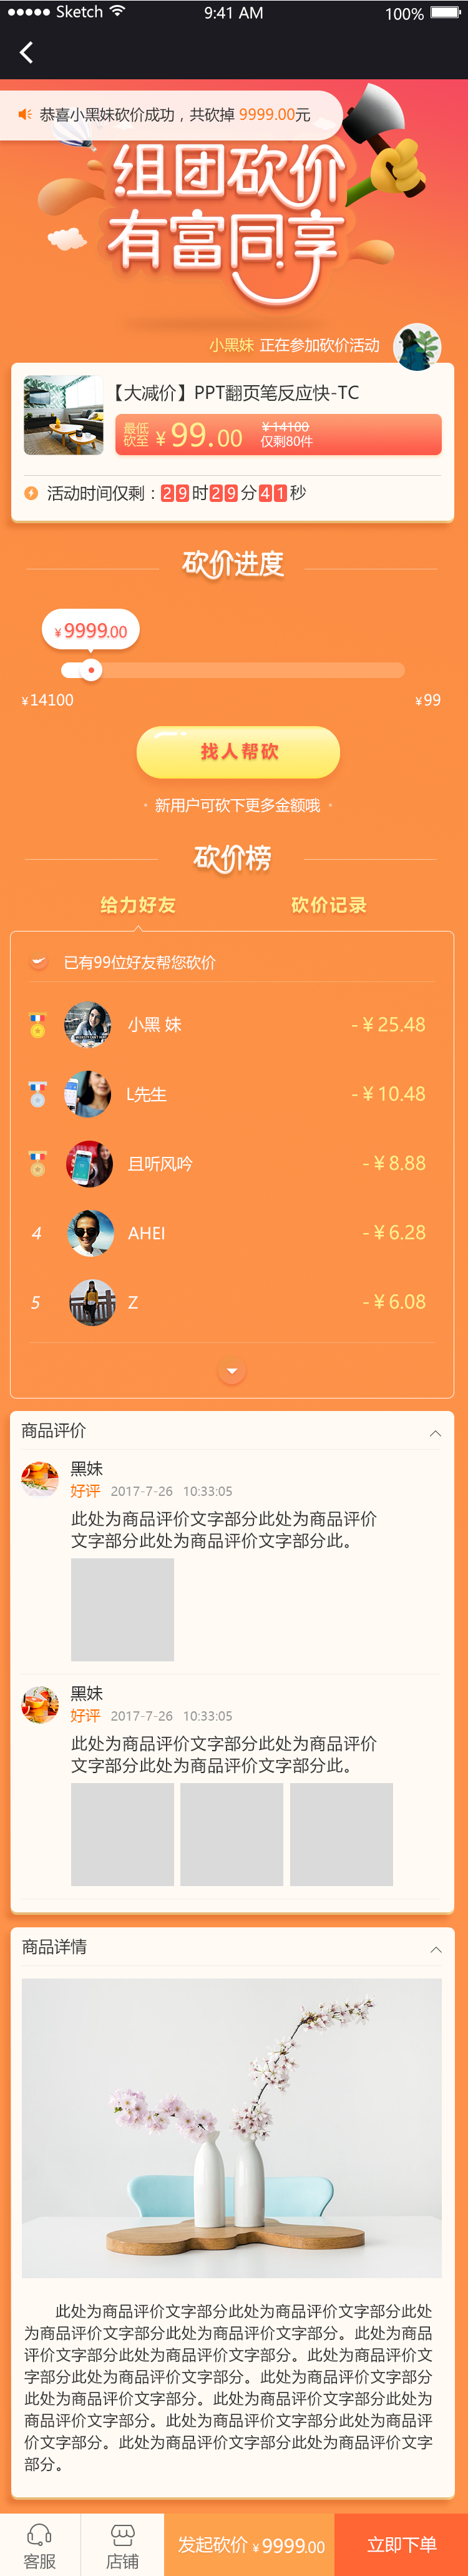 Sketch 9:41 AM 100%
恭喜小黑妹砍价成功，共砍掉 9999.00元
组团砍价
有富同享
小黑妹 正在参加砍价活动
【大减价】PPT翻页笔反应快-TC
最低砍至 ¥99.00 ¥14100 仅剩80件
活动时间仅剩：29时29分41秒
砍价进度
¥9999.00
¥14100 ¥99
找人帮砍
新用户可砍下更多金额哦
砍价榜
给力好友 砍价记录
已有99位好友帮您砍价
小黑 妹 -¥25.48
L先生 -¥10.48
且听风吟 -¥8.88
4 AHEI -¥6.28
5 Z -¥6.08
商品评价
黑妹
好评 2017-7-26 10:33:05
此处为商品评价文字部分此处为商品评价
文字部分此处为商品评价文字部分此。
黑妹
好评 2017-7-26 10:33:05
此处为商品评价文字部分此处为商品评价
文字部分此处为商品评价文字部分此。
商品详情
此处为商品评价文字部分此处为商品评价文字部分此处
为商品评价文字部分此处为商品评价文字部分。此处为商品
评价文字部分此处为商品评价文字部分。此处为商品评价文
字部分此处为商品评价文字部分。此处为商品评价文字部分
此处为商品评价文字部分。此处为商品评价文字部分此处为
商品评价文字部分。此处为商品评价文字部分此处为商品评
价文字部分。此处为商品评价文字部分此处为商品评价文字
部分。
客服 店铺 发起砍价 ¥9999.00 立即下单